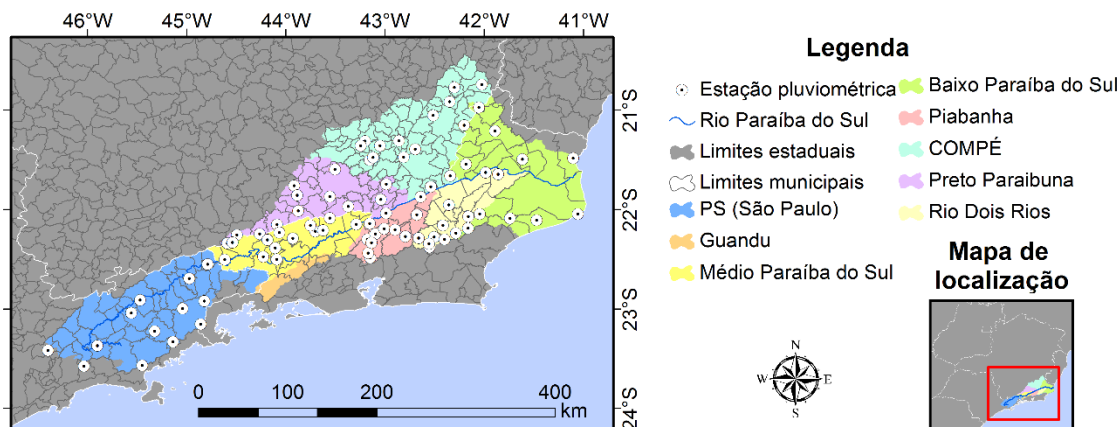 46°W 45°W 44°W 43°W 42°W 41°W
21°S
22°S
23°S
24°S
0 100 200 400
km
Legenda
Estação pluviométrica
Rio Paraíba do Sul
Limites estaduais
Limites municipais
PS (São Paulo)
Guandu
Médio Paraíba do Sul
Baixo Paraíba do Sul
Piabanha
COMPÉ
Preto Paraibuna
Rio Dois Rios
N
W E
S
Mapa de
localização